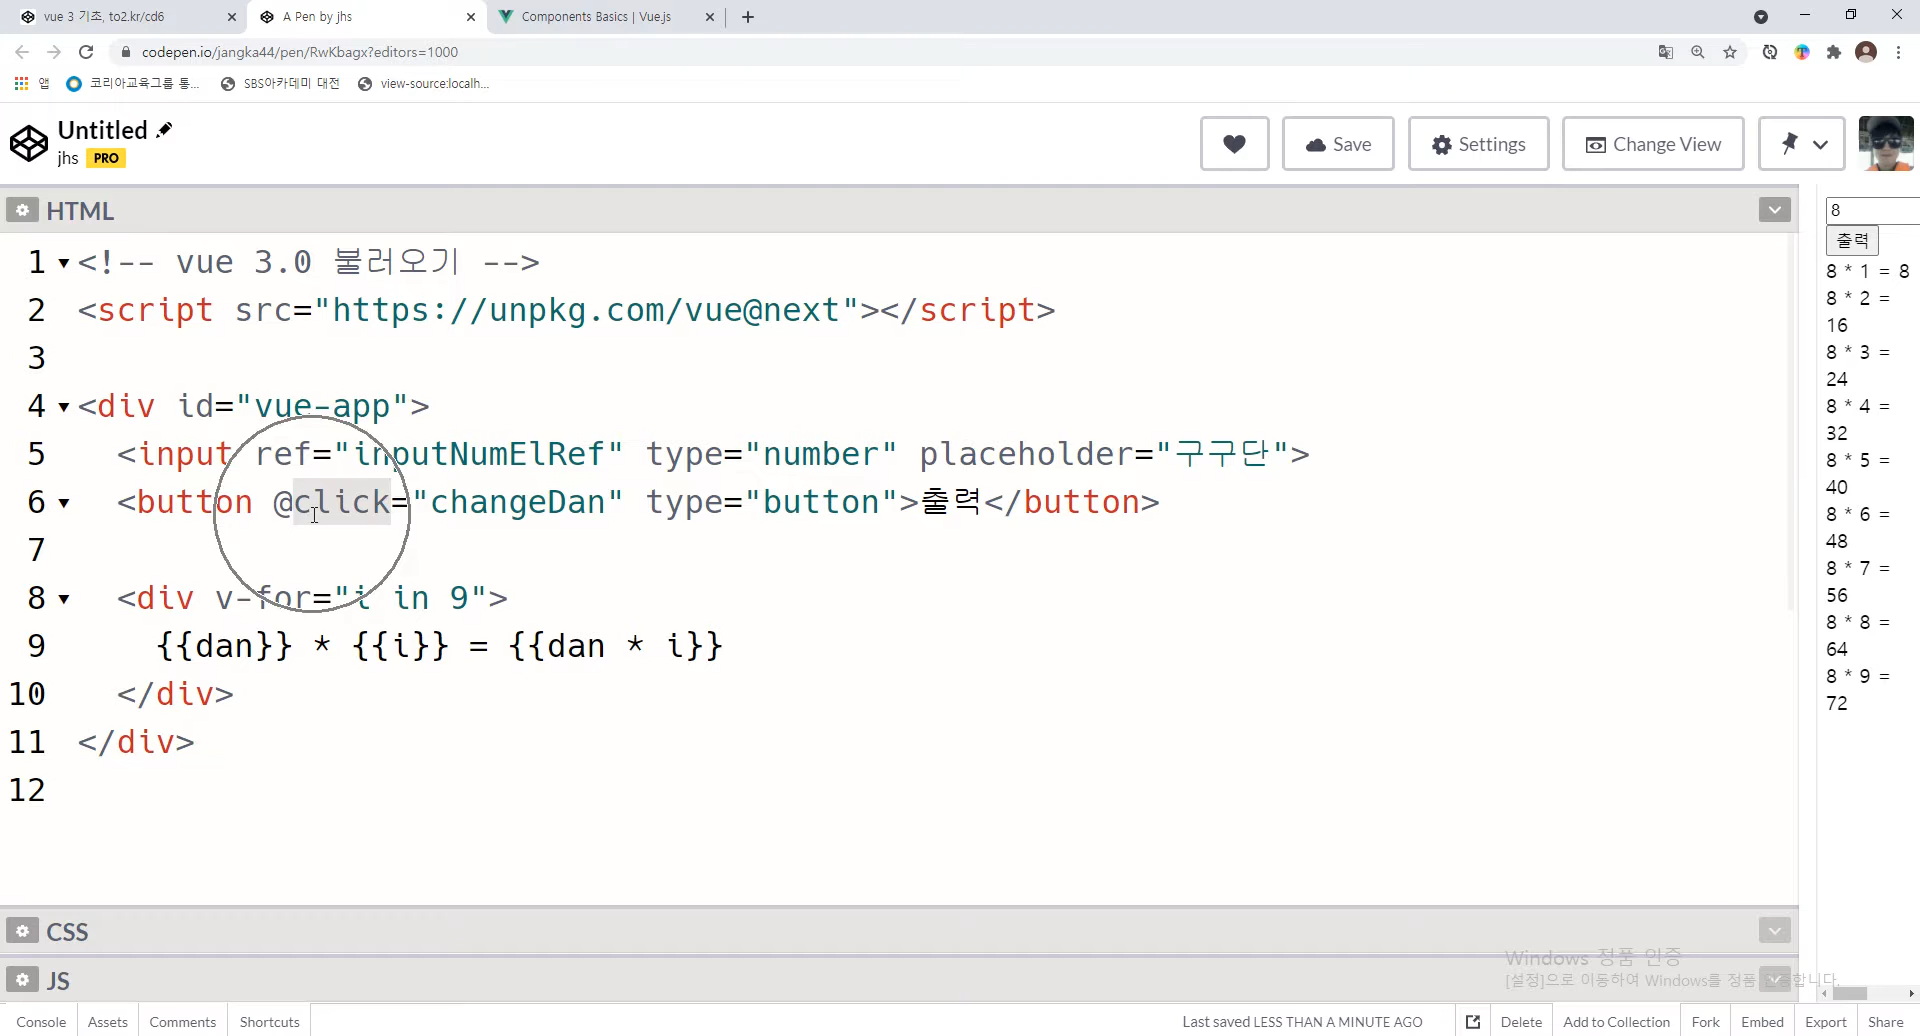 vue 3 기초, to2.kr/cd6
A Pen by jhs
Components Basics | Vue.js
codepen.io/jangka44/pen/RwKbagx?editors=1000
앱
코리아교육그룹 통...
SBS아카데미 대전
view-source:localh...
Untitled
jhs PRO
Save
Settings
Change View
HTML
1 <!-- vue 3.0 불러오기 -->
2 <script src="https://unpkg.com/vue@next"></script>
3
4 <div id="vue-app">
5 <input ref="inputNumElRef" type="number" placeholder="구구단">
6 <button @click="changeDan" type="button">출력</button>
7
8 <div v-for="i in 9">
9 {{dan}} * {{i}} = {{dan * i}}
10 </div>
11 </div>
12
8
출력
8 * 1 = 8
8 * 2 =
16
8 * 3 =
24
8 * 4 =
32
8 * 5 =
40
8 * 6 =
48
8 * 7 =
56
8 * 8 =
64
8 * 9 =
72
CSS
JS
Windows 정품 인증
[설정]으로 이동하여 Windows를 정품 인증합니다.
Console
Assets
Comments
Shortcuts
Last saved LESS THAN A MINUTE AGO
Delete
Add to Collection
Fork
Embed
Export
Share